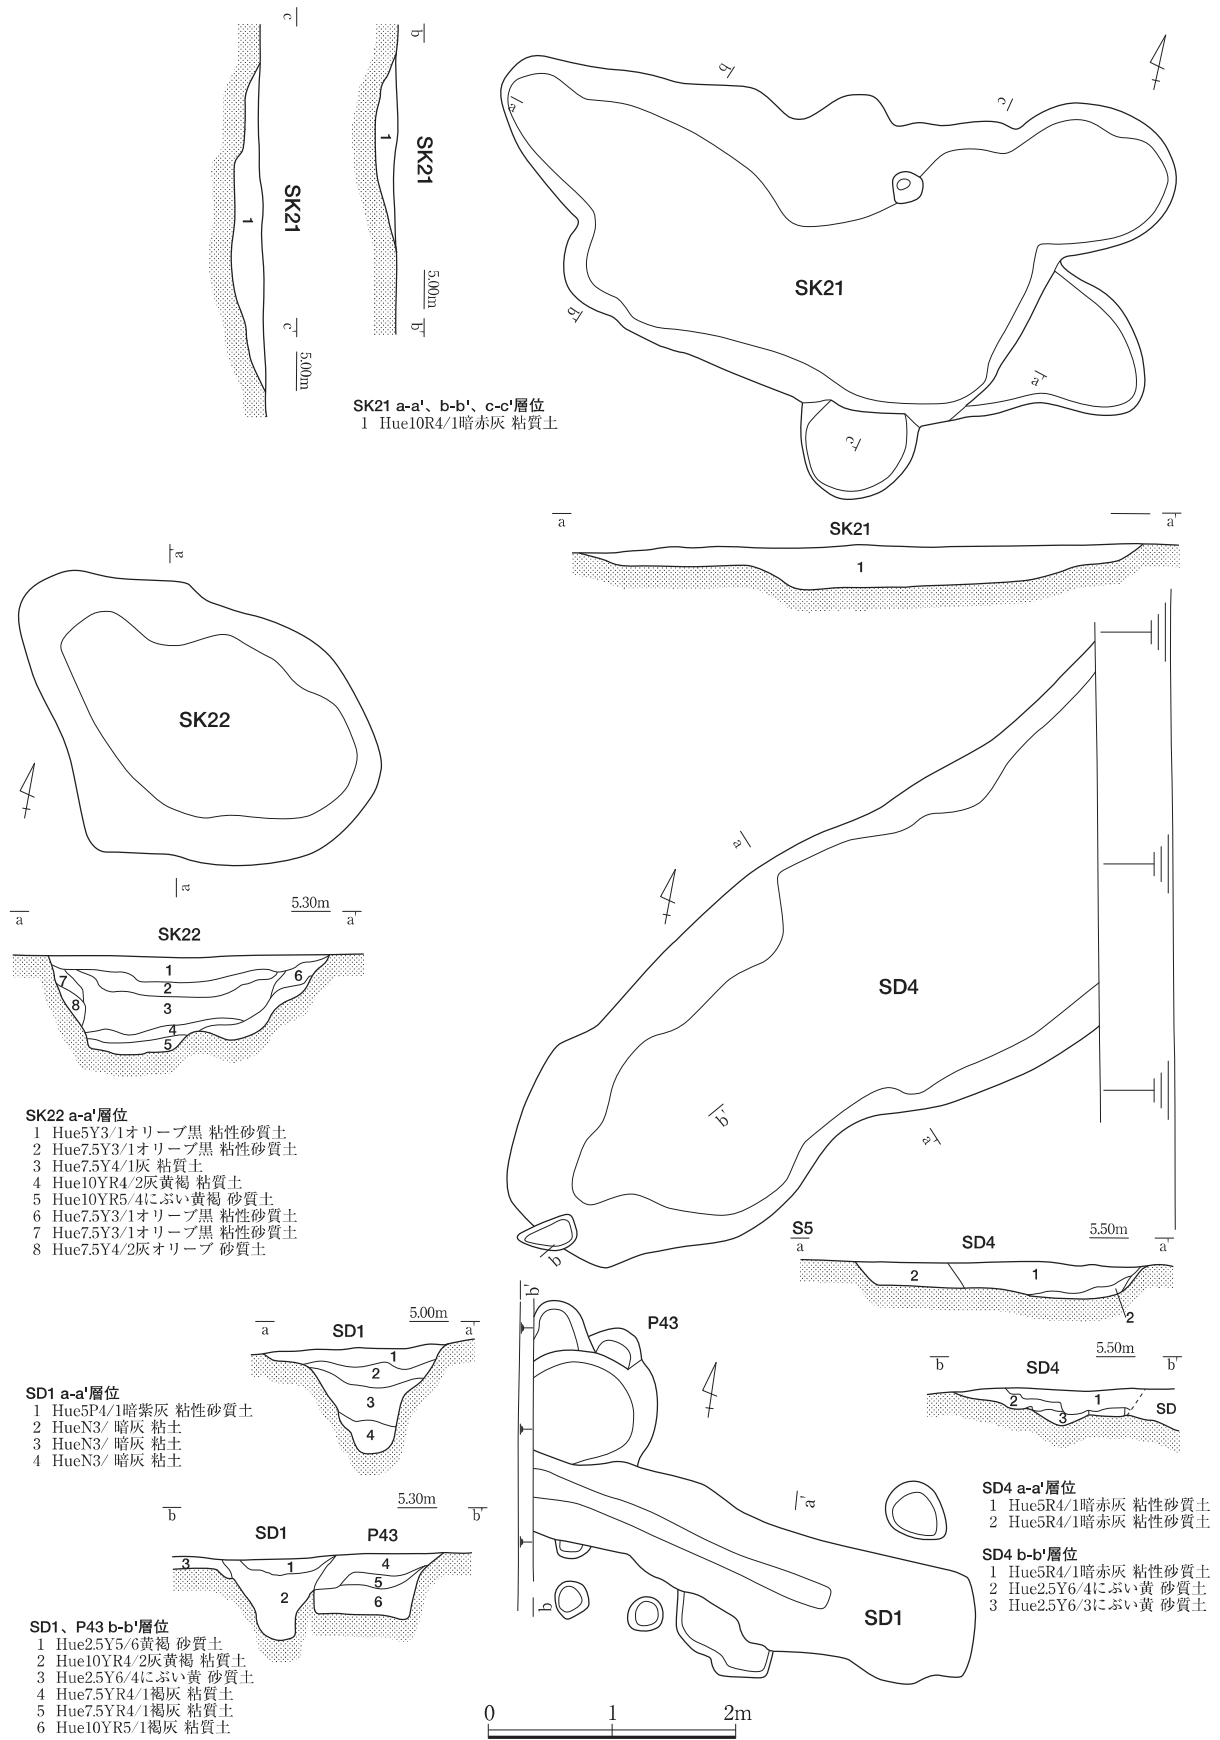 c
SK21
1
c'
5.00m
b
1
SK21
5.00m
b'
SK21 a-a'、b-b'、c-c'層位
1 Hue10R4/1暗赤灰 粘質土
a
b
c
SK21
b'
a'
c'
a
SK21
a'
1
a
SK22
a
5.30m
a
a'
SK22
1
2
3
4
5
6
7
8
SK22 a-a'層位
1 Hue5Y3/1オリーブ黒 粘性砂質土
2 Hue7.5Y3/1オリーブ黒 粘性砂質土
3 Hue7.5Y4/1灰 粘質土
4 Hue10YR4/2灰黄褐 粘質土
5 Hue10YR5/4にぶい黄褐 砂質土
6 Hue7.5Y3/1オリーブ黒 粘性砂質土
7 Hue7.5Y3/1オリーブ黒 粘性砂質土
8 Hue7.5Y4/2灰オリーブ 砂質土
a
SD4
b'
a'
b
S5
5.50m
a
SD4
a'
2
1
2
5.50m
b
SD4
b'
2
1
3
SD
SD4 a-a'層位
1 Hue5R4/1暗赤灰 粘性砂質土
2 Hue5R4/1暗赤灰 粘性砂質土
SD4 b-b'層位
1 Hue5R4/1暗赤灰 粘性砂質土
2 Hue2.5Y6/4にぶい黄 砂質土
3 Hue2.5Y6/3にぶい黄 砂質土
5.00m
a
SD1
a'
1
2
3
4
SD1 a-a'層位
1 Hue5P4/1暗紫灰 粘性砂質土
2 HueN3/ 暗灰 粘土
3 HueN3/ 暗灰 粘土
4 HueN3/ 暗灰 粘土
5.30m
b
SD1
P43
b'
3
1
2
4
5
6
SD1、P43 b-b'層位
1 Hue2.5Y5/6黄褐 砂質土
2 Hue10YR4/2灰黄褐 粘質土
3 Hue2.5Y6/4にぶい黄 砂質土
4 Hue7.5YR4/1褐灰 粘質土
5 Hue7.5YR4/1褐灰 粘質土
6 Hue10YR5/1褐灰 粘質土
b'
P43
a'
b
SD1
0 1 2m